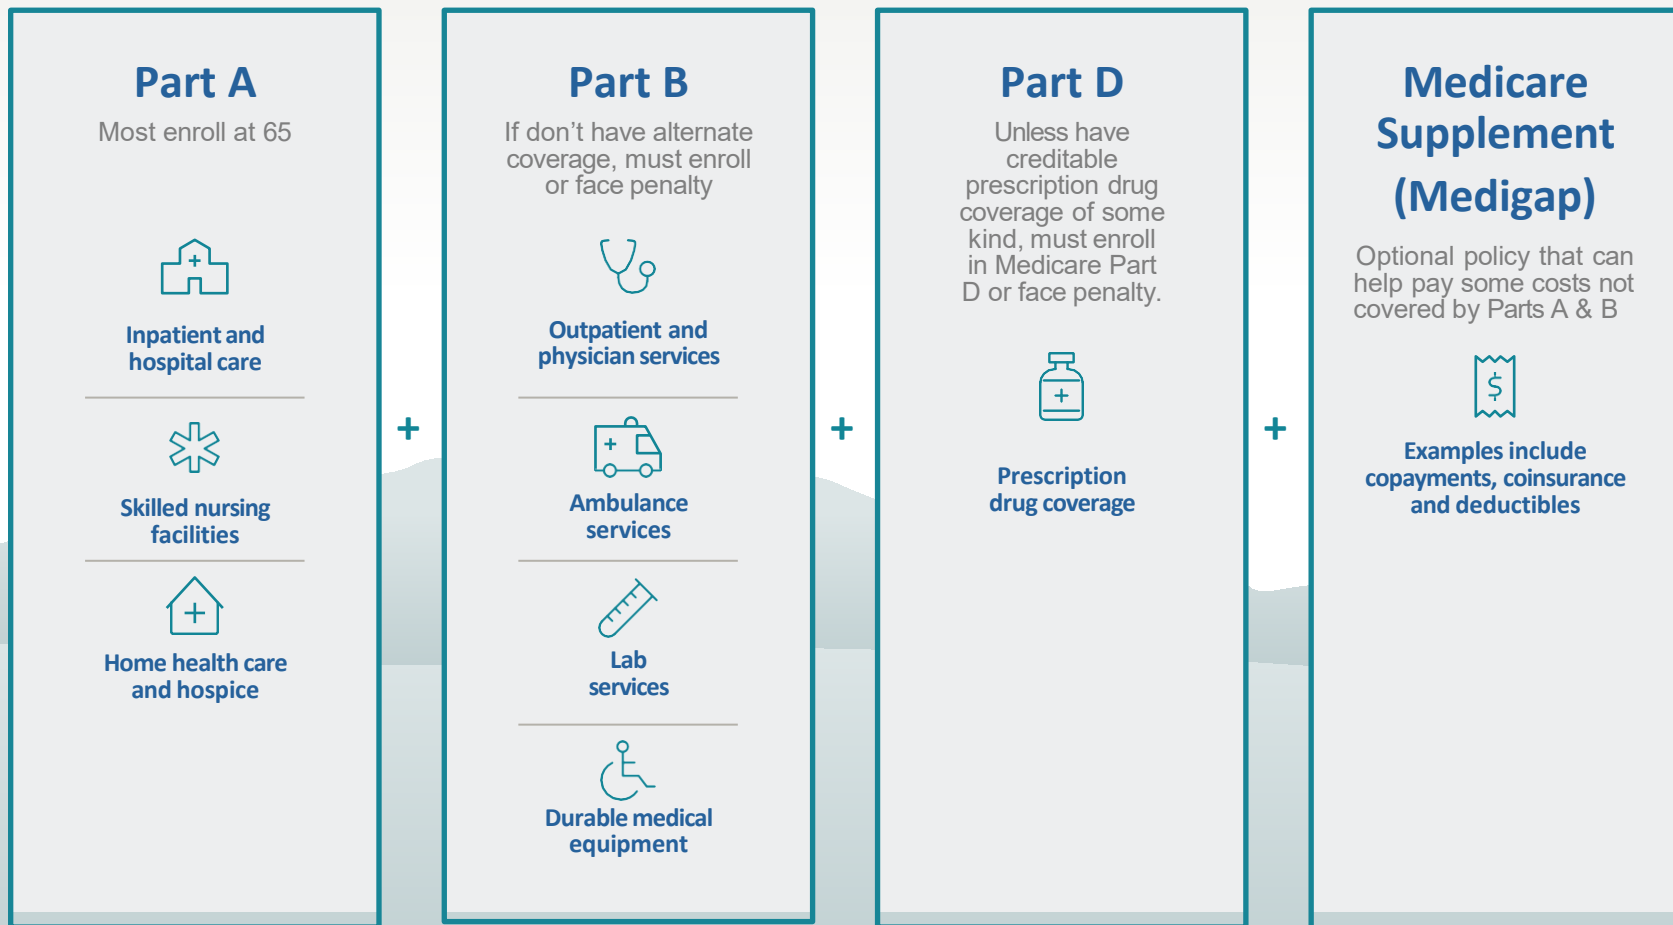 Part A
Most enroll at 65
Inpatient and
hospital care
Skilled nursing
facilities
Home health care
and hospice
+
Part B
If don’t have alternate
coverage, must enroll
or face penalty
Outpatient and
physician services
Ambulance
services
Lab
services
Durable medical
equipment
+
Part D
Unless have
creditable
prescription drug
coverage of some
kind, must enroll
in Medicare Part
D or face penalty.
Prescription
drug coverage
+
Medicare
Supplement
(Medigap)
Optional policy that can
help pay some costs not
covered by Parts A & B
$
Examples include
copayments, coinsurance
and deductibles